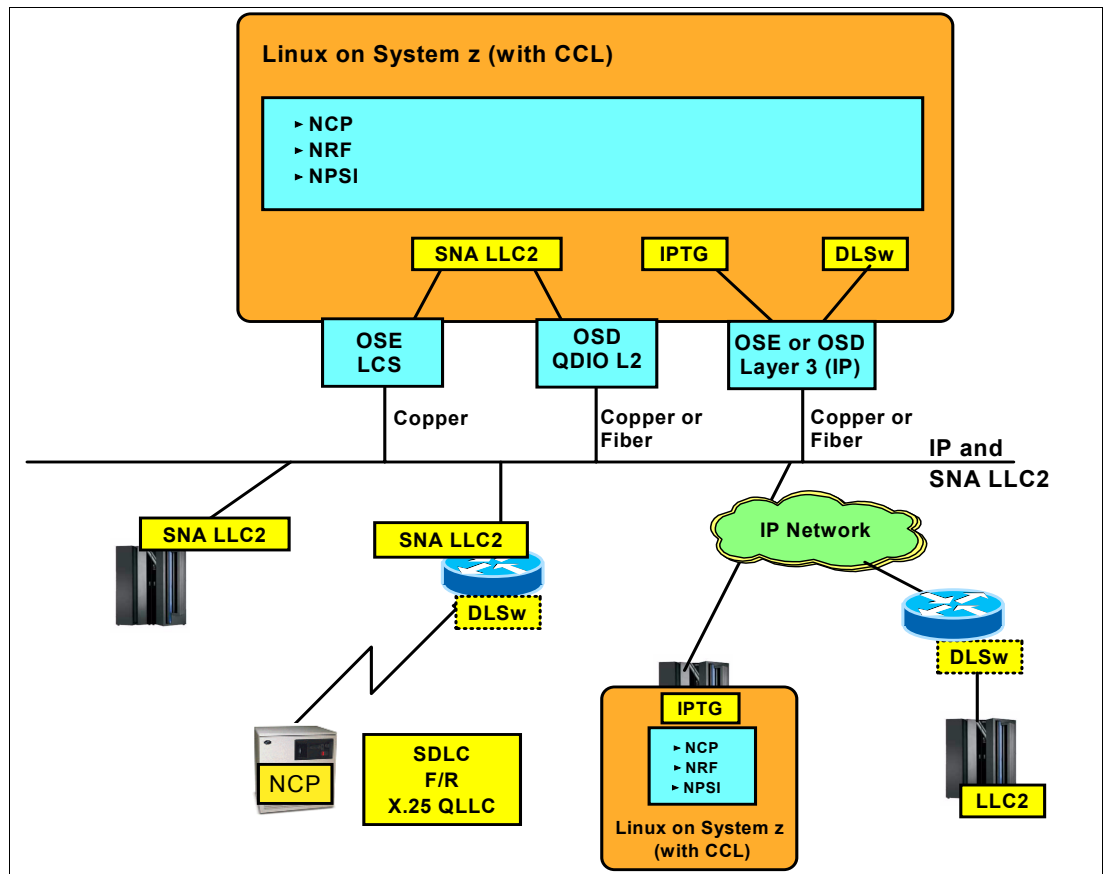 Linux on System z (with CCL)
► NCP
► NRF
► NPSI
SNA LLC2
IPTG
DLSw
OSE
LCS
OSD
QDIO L2
OSE or OSD
Layer 3 (IP)
Copper
Copper or
Fiber
Copper or
Fiber
IP and
SNA LLC2
SNA LLC2
SNA LLC2
DLSw
IP Network
DLSw
NCP
SDLC
F/R
X.25 QLLC
IPTG
► NCP
► NRF
► NPSI
Linux on System z
(with CCL)
LLC2